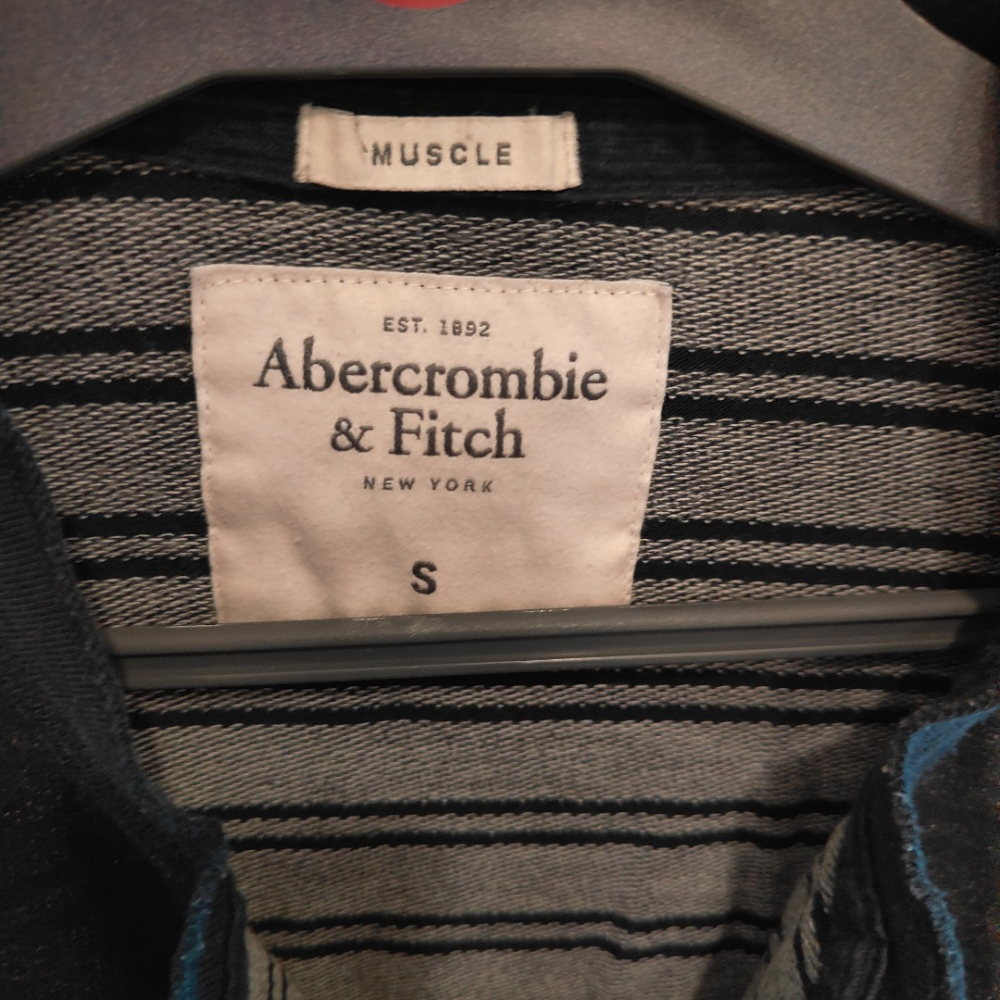 MUSCLE
EST. 1892
Abercrombie
& Fitch
NEW YORK
S